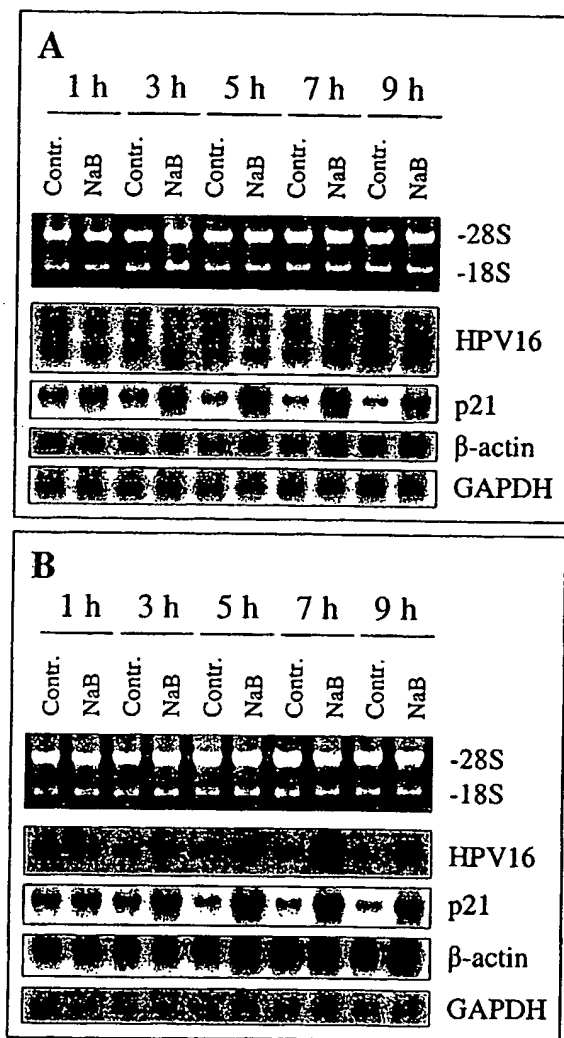 A
1 h 3 h 5 h 7 h 9 h
Contr. NaB Contr. NaB Contr. NaB Contr. NaB Contr. NaB
-28S
-18S
HPV16
p21
β-actin
GAPDH
B
1 h 3 h 5 h 7 h 9 h
Contr. NaB Contr. NaB Contr. NaB Contr. NaB Contr. NaB
-28S
-18S
HPV16
p21
β-actin
GAPDH